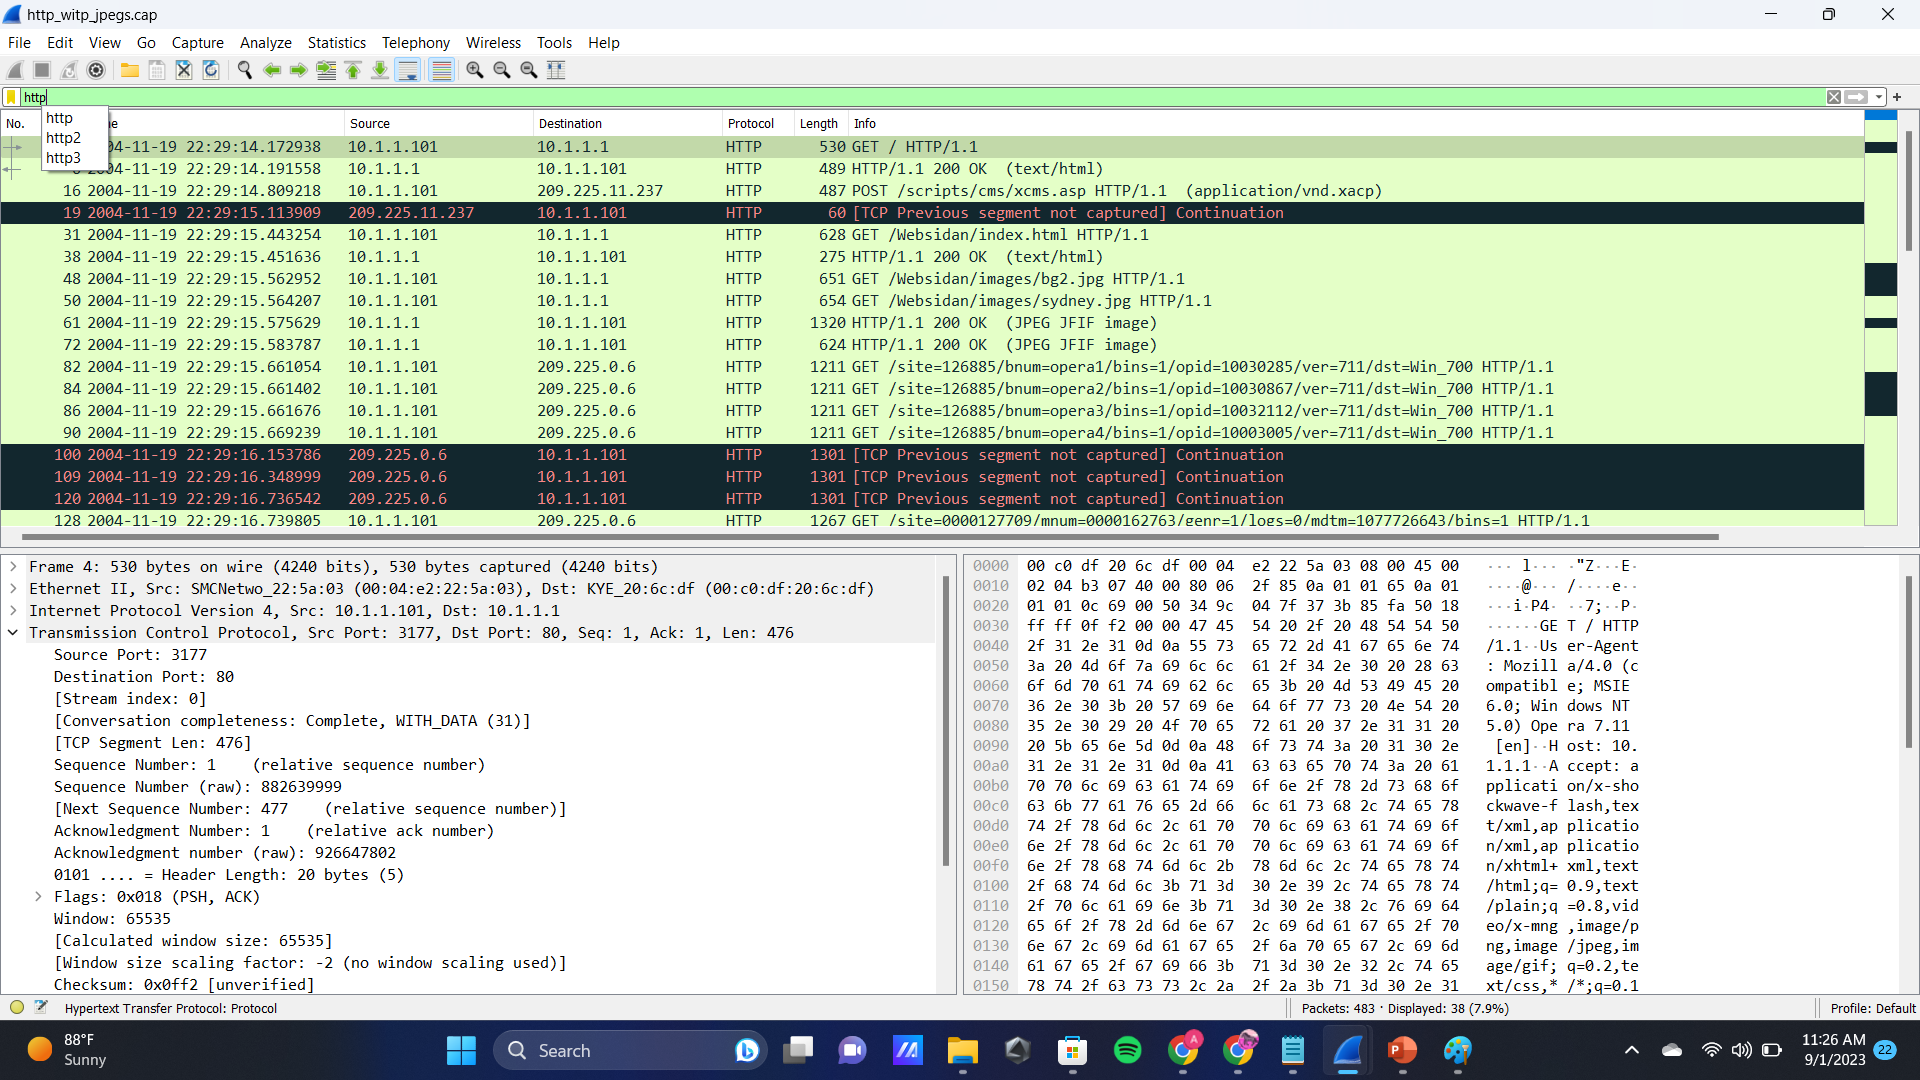 http_witp_jpegs.cap
File Edit View Go Capture Analyze Statistics Telephony Wireless Tools Help
http
http
http2
http3
No. Source Destination Protocol Length Info
04-11-19 22:29:14.172938 10.1.1.101 10.1.1.1 HTTP 530 GET / HTTP/1.1
6 2004-11-19 22:29:14.191558 10.1.1.1 10.1.1.101 HTTP 489 HTTP/1.1 200 OK (text/html)
16 2004-11-19 22:29:14.809218 10.1.1.101 209.225.11.237 HTTP 487 POST /scripts/cms/xcms.asp HTTP/1.1 (application/vnd.xacp)
19 2004-11-19 22:29:15.113909 209.225.11.237 10.1.1.101 HTTP 60 [TCP Previous segment not captured] Continuation
31 2004-11-19 22:29:15.443254 10.1.1.101 10.1.1.1 HTTP 628 GET /Websidan/index.html HTTP/1.1
38 2004-11-19 22:29:15.451636 10.1.1.1 10.1.1.101 HTTP 275 HTTP/1.1 200 OK (text/html)
48 2004-11-19 22:29:15.562952 10.1.1.101 10.1.1.1 HTTP 651 GET /Websidan/images/bg2.jpg HTTP/1.1
50 2004-11-19 22:29:15.564207 10.1.1.101 10.1.1.1 HTTP 654 GET /Websidan/images/sydney.jpg HTTP/1.1
61 2004-11-19 22:29:15.575629 10.1.1.1 10.1.1.101 HTTP 1320 HTTP/1.1 200 OK (JPEG JFIF image)
72 2004-11-19 22:29:15.583787 10.1.1.1 10.1.1.101 HTTP 624 HTTP/1.1 200 OK (JPEG JFIF image)
82 2004-11-19 22:29:15.661054 10.1.1.101 209.225.0.6 HTTP 1211 GET /site=126885/bnum=opera1/bins=1/opid=10030285/ver=711/dst=Win_700 HTTP/1.1
84 2004-11-19 22:29:15.661402 10.1.1.101 209.225.0.6 HTTP 1211 GET /site=126885/bnum=opera2/bins=1/opid=10030867/ver=711/dst=Win_700 HTTP/1.1
86 2004-11-19 22:29:15.661676 10.1.1.101 209.225.0.6 HTTP 1211 GET /site=126885/bnum=opera3/bins=1/opid=10032112/ver=711/dst=Win_700 HTTP/1.1
90 2004-11-19 22:29:15.669239 10.1.1.101 209.225.0.6 HTTP 1211 GET /site=126885/bnum=opera4/bins=1/opid=10003005/ver=711/dst=Win_700 HTTP/1.1
100 2004-11-19 22:29:16.153786 209.225.0.6 10.1.1.101 HTTP 1301 [TCP Previous segment not captured] Continuation
109 2004-11-19 22:29:16.348999 209.225.0.6 10.1.1.101 HTTP 1301 [TCP Previous segment not captured] Continuation
120 2004-11-19 22:29:16.736542 209.225.0.6 10.1.1.101 HTTP 1301 [TCP Previous segment not captured] Continuation
128 2004-11-19 22:29:16.739805 10.1.1.101 209.225.0.6 HTTP 1267 GET /site=0000127709/mnum=0000162763/genr=1/logs=0/mdtm=1077726643/bins=1 HTTP/1.1
Frame 4: 530 bytes on wire (4240 bits), 530 bytes captured (4240 bits)
Ethernet II, Src: SMCNetwo_22:5a:03 (00:04:e2:22:5a:03), Dst: KYE_20:6c:df (00:c0:df:20:6c:df)
Internet Protocol Version 4, Src: 10.1.1.101, Dst: 10.1.1.1
Transmission Control Protocol, Src Port: 3177, Dst Port: 80, Seq: 1, Ack: 1, Len: 476
Source Port: 3177
Destination Port: 80
[Stream index: 0]
[Conversation completeness: Complete, WITH_DATA (31)]
[TCP Segment Len: 476]
Sequence Number: 1 (relative sequence number)
Sequence Number (raw): 882639999
[Next Sequence Number: 477 (relative sequence number)]
Acknowledgment Number: 1 (relative ack number)
Acknowledgment number (raw): 926647802
0101 .... = Header Length: 20 bytes (5)
Flags: 0x018 (PSH, ACK)
Window: 65535
[Calculated window size: 65535]
[Window size scaling factor: -2 (no window scaling used)]
Checksum: 0x0ff2 [unverified]
0000 00 c0 df 20 6c df 00 04 e2 22 5a 03 08 00 45 00 ··· l··· ·"Z···E·
0010 02 04 b3 07 40 00 80 06 2f 85 0a 01 01 65 0a 01 ····@··· /····e··
0020 01 01 0c 69 00 50 34 9c 04 7f 37 3b 85 fa 50 18 ···i·P4· ··7;··P·
0030 ff ff 0f f2 00 00 47 45 54 20 2f 20 48 54 54 50 ······GE T / HTTP
0040 2f 31 2e 31 0d 0a 55 73 65 72 2d 41 67 65 6e 74 /1.1··Us er-Agent
0050 3a 20 4d 6f 7a 69 6c 6c 61 2f 34 2e 30 20 28 63 : Mozill a/4.0 (c
0060 6f 6d 70 61 74 69 62 6c 65 3b 20 4d 53 49 45 20 ompatibl e; MSIE
0070 36 2e 30 3b 20 57 69 6e 64 6f 77 73 20 4e 54 20 6.0; Win dows NT
0080 35 2e 30 29 20 4f 70 65 72 61 20 37 2e 31 31 20 5.0) Ope ra 7.11
0090 20 5b 65 6e 5d 0d 0a 48 6f 73 74 3a 20 31 30 2e [en]··H ost: 10.
00a0 31 2e 31 2e 31 0d 0a 41 63 63 65 70 74 3a 20 61 1.1.1··A ccept: a
00b0 70 70 6c 69 63 61 74 69 6f 6e 2f 78 2d 73 68 6f pplicati on/x-sho
00c0 63 6b 77 61 76 65 2d 66 6c 61 73 68 2c 74 65 78 ckwave-f lash,tex
00d0 74 2f 78 6d 6c 2c 61 70 70 6c 69 63 61 74 69 6f t/xml,ap plicatio
00e0 6e 2f 78 6d 6c 2c 61 70 70 6c 69 63 61 74 69 6f n/xml,ap plicatio
00f0 6e 2f 78 68 74 6d 6c 2b 78 6d 6c 2c 74 65 78 74 n/xhtml+ xml,text
0100 2f 68 74 6d 6c 3b 71 3d 30 2e 39 2c 74 65 78 74 /html;q= 0.9,text
0110 2f 70 6c 61 69 6e 3b 71 3d 30 2e 38 2c 76 69 64 /plain;q =0.8,vid
0120 65 6f 2f 78 2d 6d 6e 67 2c 69 6d 61 67 65 2f 70 eo/x-mng ,image/p
0130 6e 67 2c 69 6d 61 67 65 2f 6a 70 65 67 2c 69 6d ng,image /jpeg,im
0140 61 67 65 2f 67 69 66 3b 71 3d 30 2e 32 2c 74 65 age/gif; q=0.2,te
0150 78 74 2f 63 73 73 2c 2a 2f 2a 3b 71 3d 30 2e 31 xt/css,* /*;q=0.1
Hypertext Transfer Protocol: Protocol
Packets: 483 · Displayed: 38 (7.9%)
Profile: Default
88°F
Sunny
Search
A
11:26 AM
9/1/2023
22